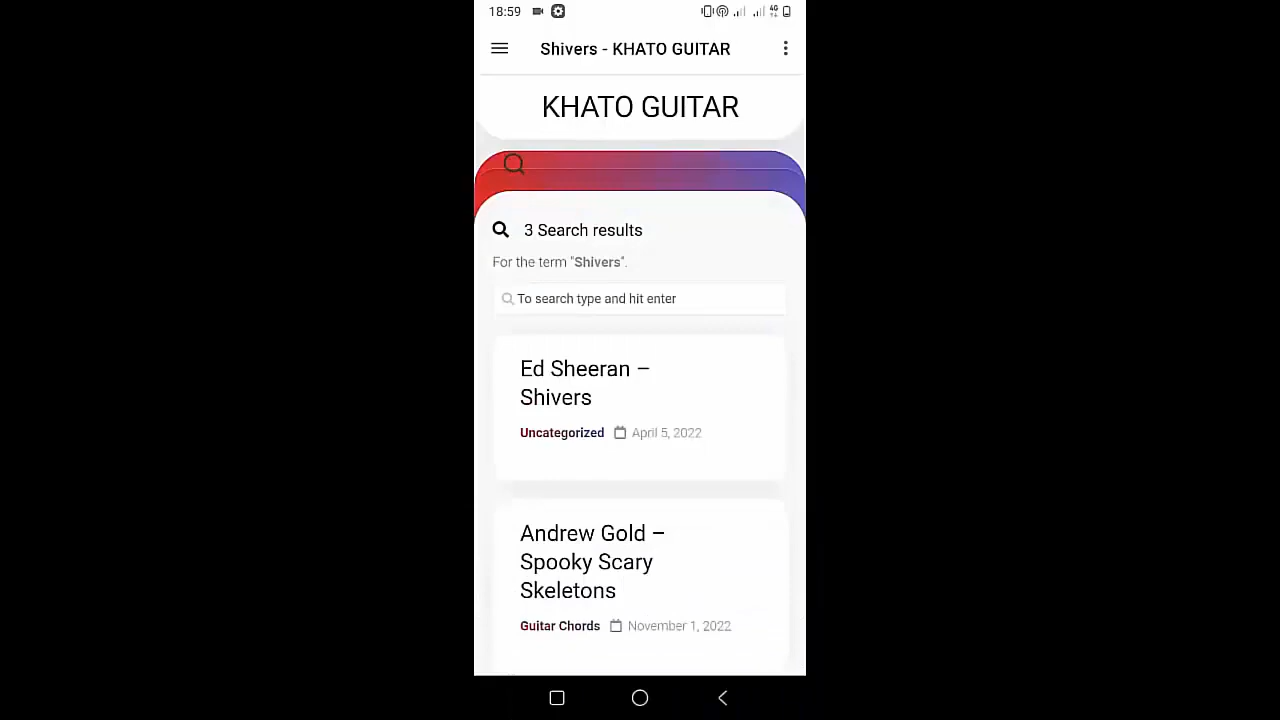 18:59
4G
Shivers - KHATO GUITAR
KHATO GUITAR
3 Search results
For the term "Shivers".
To search type and hit enter
Ed Sheeran –
Shivers
Uncategorized April 5, 2022
Andrew Gold –
Spooky Scary
Skeletons
Guitar Chords November 1, 2022